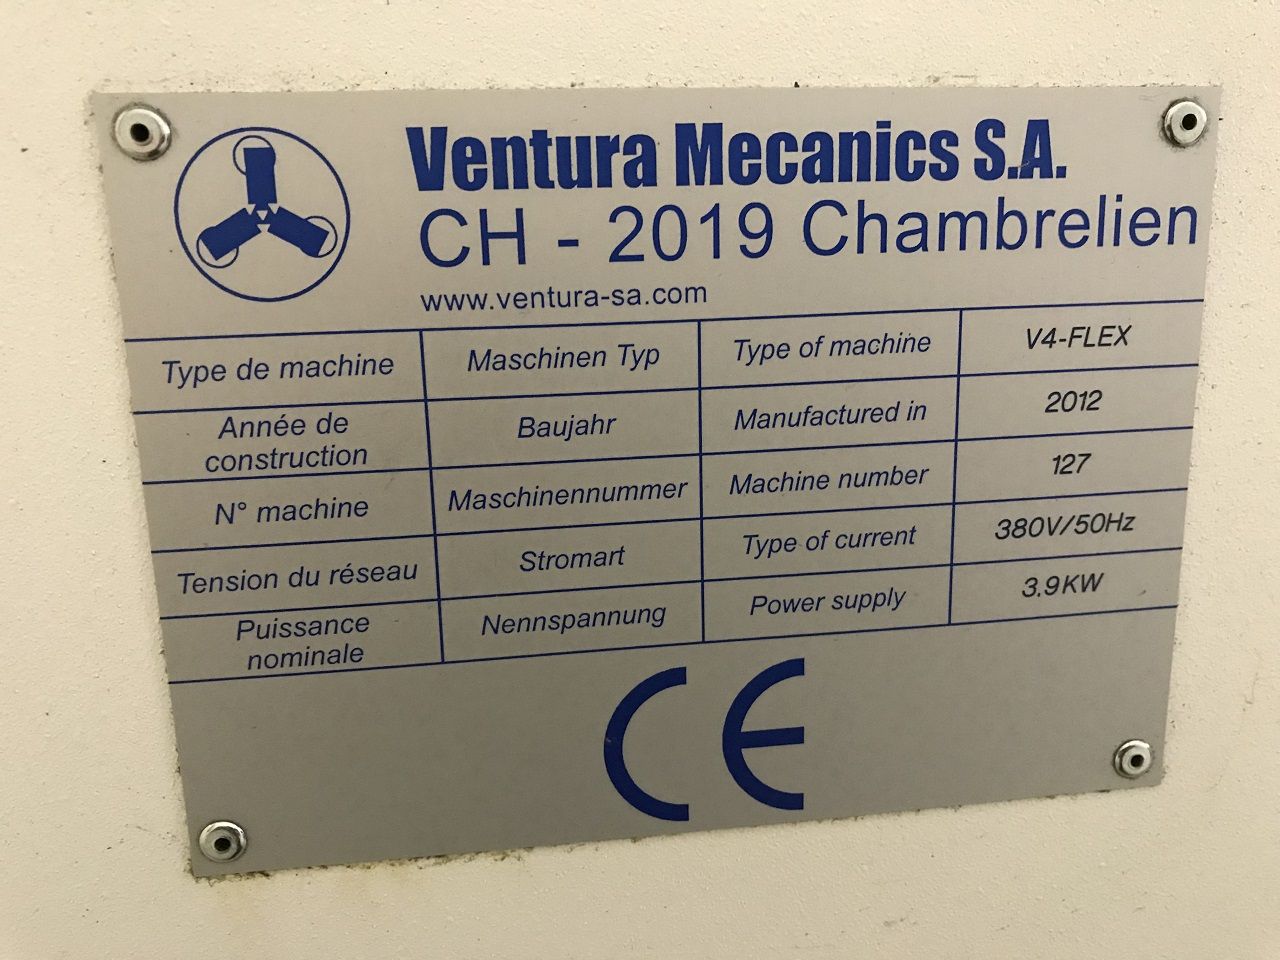 Ventura Mecanics S.A.
CH - 2019 Chambrelien
www.ventura-sa.com
Type de machine Maschinen Typ Type of machine V4-FLEX
Année de
construction Baujahr Manufactured in 2012
N° machine Maschinennummer Machine number 127
Tension du réseau Stromart Type of current 380V/50Hz
Puissance
nominale Nennspannung Power supply 3.9KW
CE